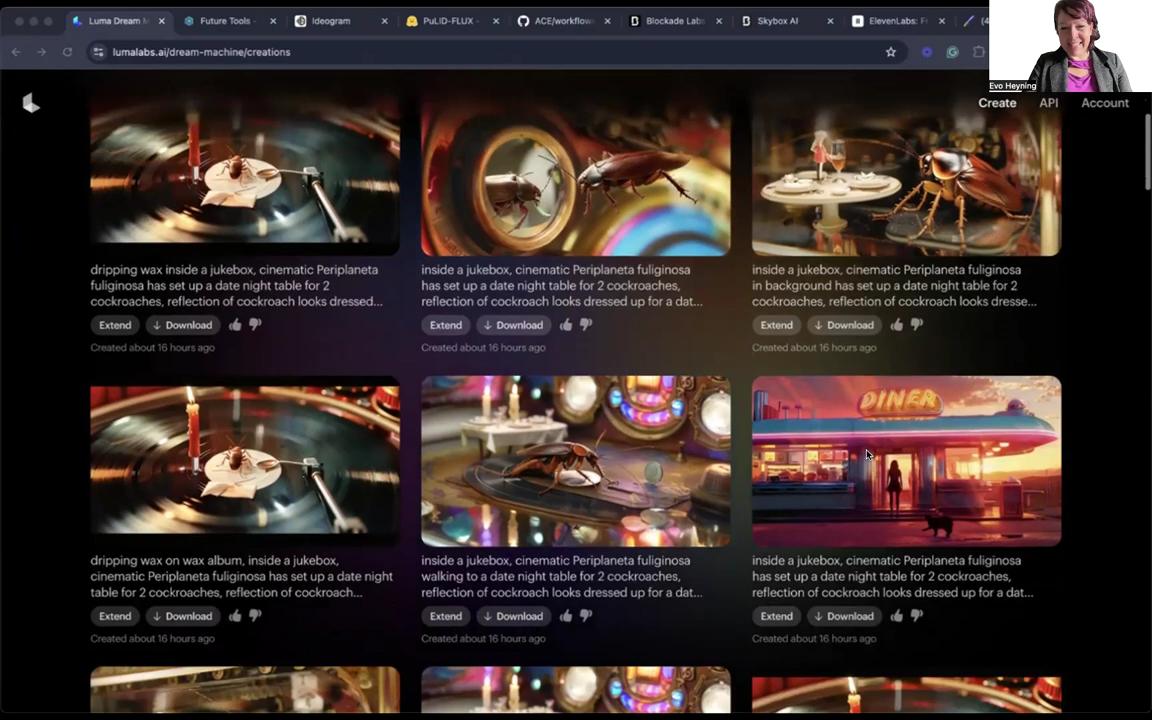 Luma Dream M
Future Tools -
Ideogram
PuLID-FLUX -
ACE/workflow
Blockade Labs
Skybox AI
ElevenLabs: F
(4
lumalabs.ai/dream-machine/creations
Evo Heyning
Create
API
Account
dripping wax inside a jukebox, cinematic Periplaneta
fuliginosa has set up a date night table for 2
cockroaches, reflection of cockroach looks dressed...
Extend
Download
Created about 16 hours ago
inside a jukebox, cinematic Periplaneta fuliginosa
has set up a date night table for 2 cockroaches,
reflection of cockroach looks dressed up for a dat...
Extend
Download
Created about 16 hours ago
inside a jukebox, cinematic Periplaneta fuliginosa
in background has set up a date night table for 2
cockroaches, reflection of cockroach looks dresse...
Extend
Download
Created about 16 hours ago
DINER
dripping wax on wax album, inside a jukebox,
cinematic Periplaneta fuliginosa has set up a date night
table for 2 cockroaches, reflection of cockroach...
Extend
Download
Created about 16 hours ago
inside a jukebox, cinematic Periplaneta fuliginosa
walking to a date night table for 2 cockroaches,
reflection of cockroach looks dressed up for a dat...
Extend
Download
Created about 16 hours ago
inside a jukebox, cinematic Periplaneta fuliginosa
has set up a date night table for 2 cockroaches,
reflection of cockroach looks dressed up for a dat...
Extend
Download
Created about 16 hours ago